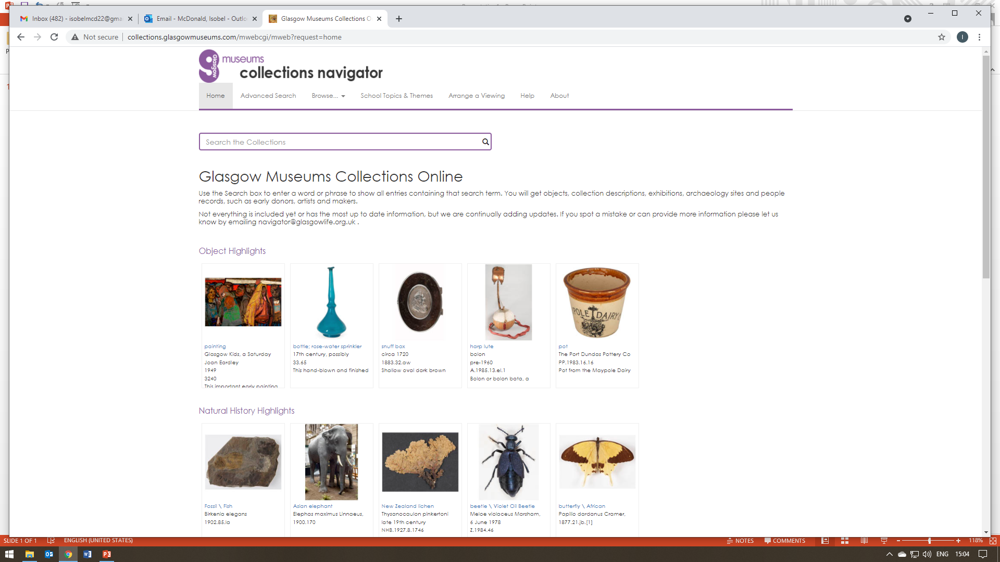 Inbox (482) - isobelmcd22@gma
Email - McDonald, Isobel - Outlo
Glasgow Museums Collections O
Not secure
collections.glasgowmuseums.com/mwebcgi/mweb?request=home
I
Glasgow
museums
collections navigator
Home
Advanced Search
Browse...
School Topics & Themes
Arrange a Viewing
Help
About
Search the Collections
Glasgow Museums Collections Online
Use the Search box to enter a word or phrase to show all entries containing that search term. You will get objects, collection descriptions, exhibitions, archaeology sites and people
records, such as early donors, artists and makers.
Not everything is included yet or has the most up to date information, but we are continually adding updates. If you spot a mistake or can provide more information please let us
know by emailing navigator@glasgowlife.org.uk .
Object Highlights
POLE DAIRY
painting
Glasgow Kids, a Saturday
Joan Eardley
1949
3240
This important early painting
bottle; rose-water sprinkler
17th century, possibly
33.65
This hand-blown and finished
snuff box
circa 1720
1883.32.aw
Shallow oval dark brown
harp lute
bolon
pre-1960
A.1985.13.el.1
Bolon or bolon bata, a
pot
The Port Dundas Pottery Co
PP.1983.16.16
Pot from the Maypole Dairy
Natural History Highlights
Fossil \ Fish
Birkenia elegans
1902.85.la
Asian elephant
Elephas maximus Linnaeus,
1900.170
New Zealand lichen
Thysanocaulon pinkertoni
late 19th century
NHB.1927.8.1746
beetle \ Violet Oil Beetle
Meloe violaceus Marsham,
6 June 1978
Z.1984.46
butterfly \ African
Papilio dardanus Cramer,
1877.21.jb.[1]
SLIDE 1 OF 1
ENGLISH (UNITED STATES)
NOTES
COMMENTS
118%
ENG
15:04